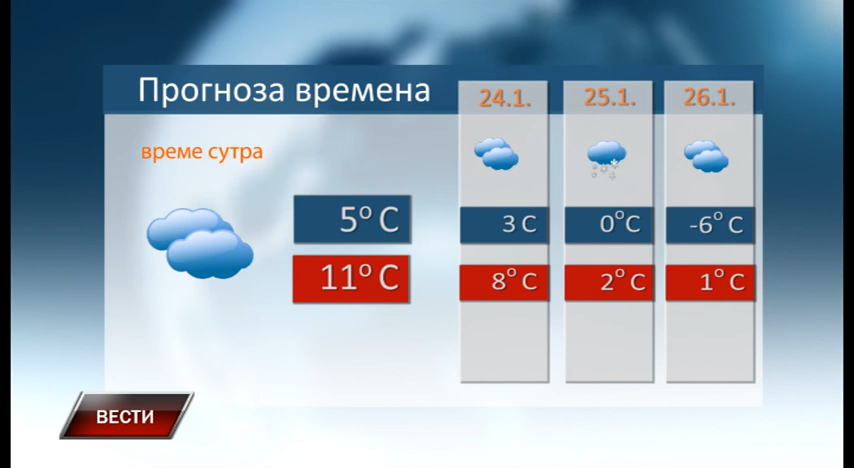 Прогноза времена
време сутра
5° C
11° C
24.1.
3 C
8° C
25.1.
0°C
2° C
26.1.
-6° C
1° C
ВЕСТИ